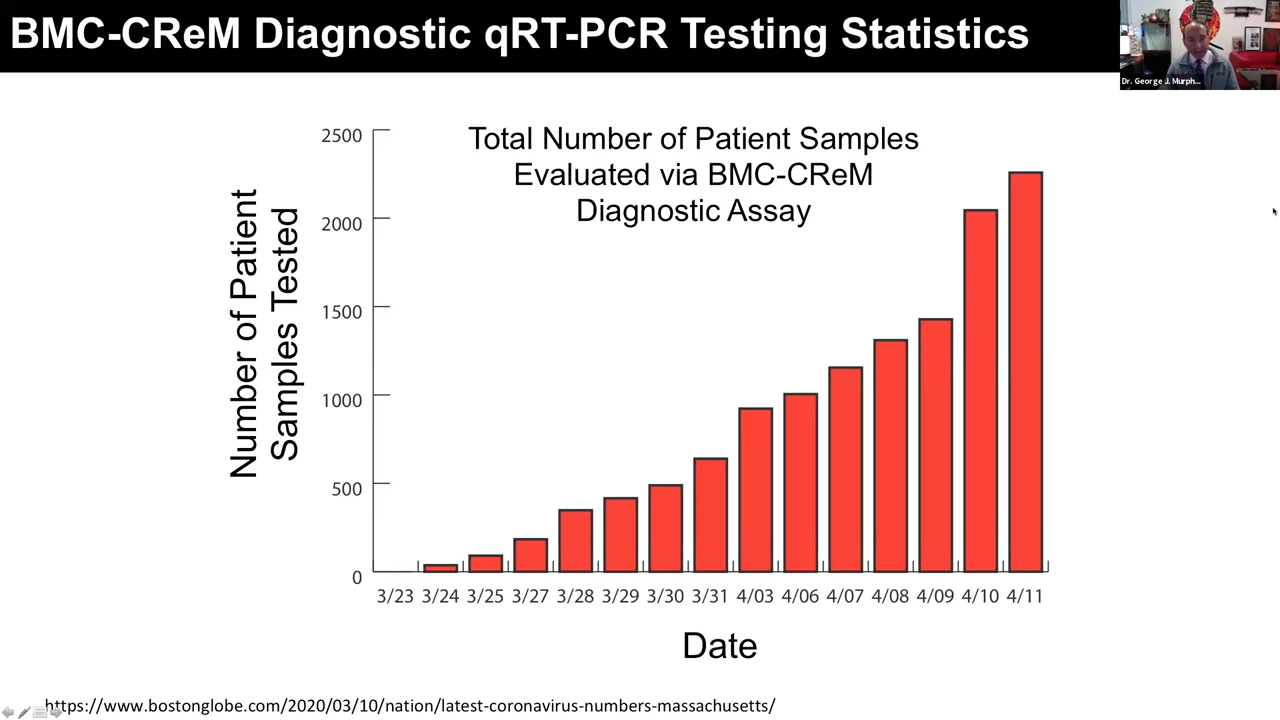 BMC-CReM Diagnostic qRT-PCR Testing Statistics
Dr. George J. Murph...
Total Number of Patient Samples
Evaluated via BMC-CReM
Diagnostic Assay
Number of Patient
Samples Tested
2500
2000
1500
1000
500
0
3/23 3/24 3/25 3/27 3/28 3/29 3/30 3/31 4/03 4/06 4/07 4/08 4/09 4/10 4/11
Date
https://www.bostonglobe.com/2020/03/10/nation/latest-coronavirus-numbers-massachusetts/